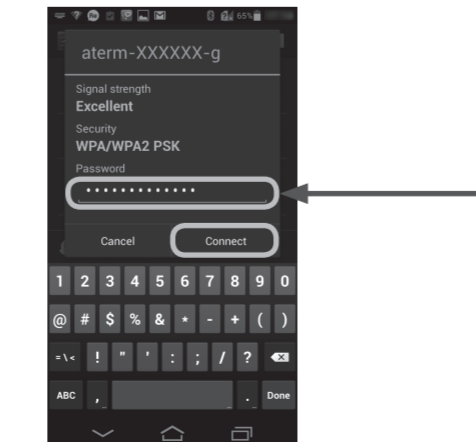 65%
aterm-XXXXXX-g
Signal strength
Excellent
Security
WPA/WPA2 PSK
Password
•••••••••••••
Cancel Connect
1 2 3 4 5 6 7 8 9 0
@ # $ % & * - + ( )
=\< ! " ' : ; / ?
ABC , . Done